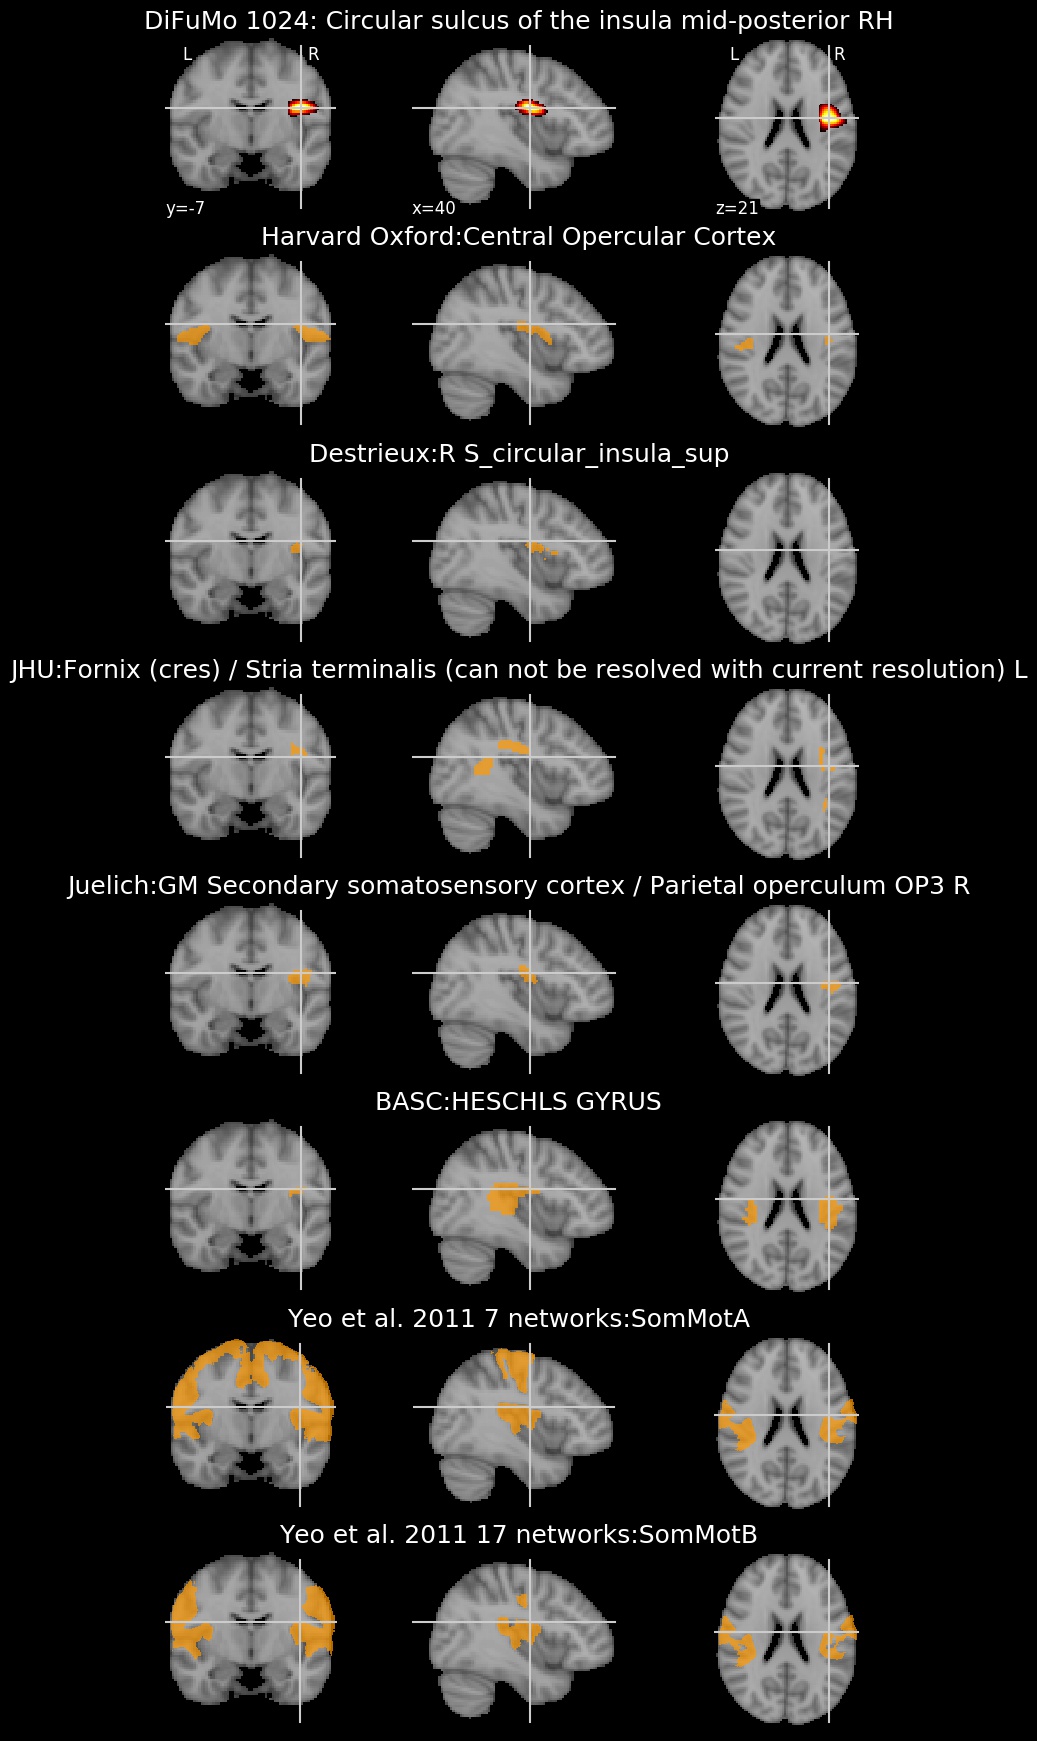 DiFuMo 1024: Circular sulcus of the insula mid-posterior RH
L R L R
y=-7 x=40 z=21
Harvard Oxford:Central Opercular Cortex
Destrieux:R S_circular_insula_sup
JHU:Fornix (cres) / Stria terminalis (can not be resolved with current resolution) L
Juelich:GM Secondary somatosensory cortex / Parietal operculum OP3 R
BASC:HESCHLS GYRUS
Yeo et al. 2011 7 networks:SomMotA
Yeo et al. 2011 17 networks:SomMotB